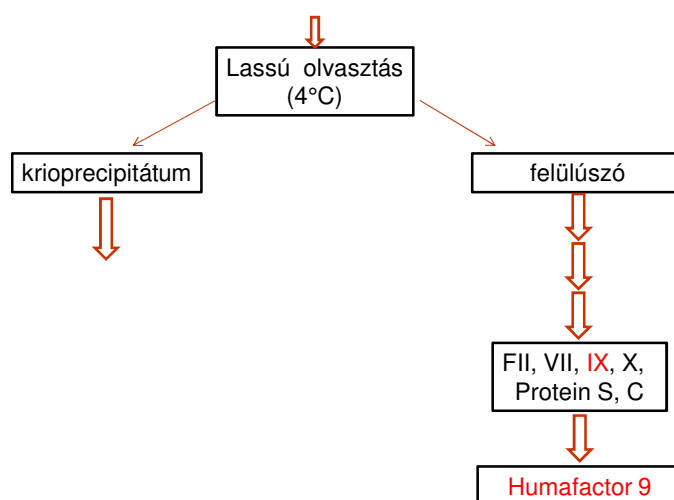 Lassú olvasztás
(4°C)
krioprecipitátum
felülúszó
FII, VII, IX, X,
Protein S, C
Humafactor 9